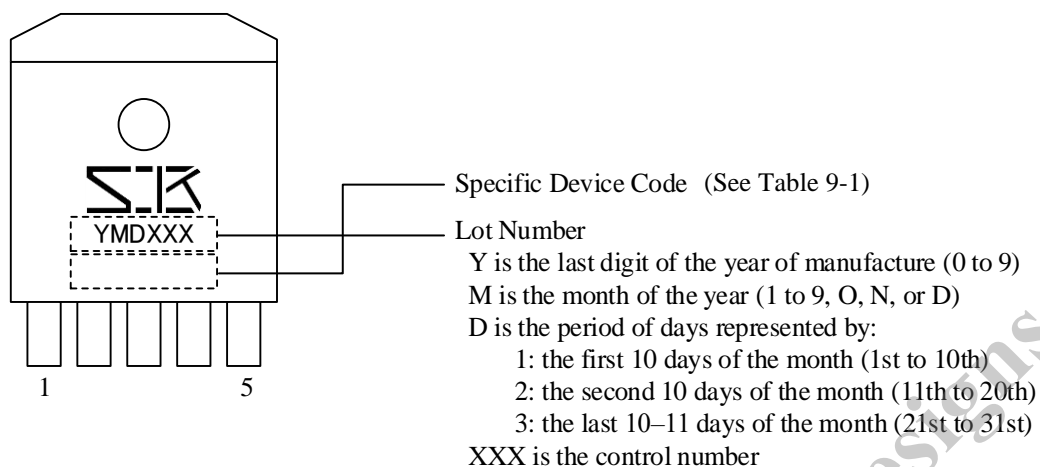 SK
YMDXXX
1 5
Specific Device Code (See Table 9-1)
Lot Number
Y is the last digit of the year of manufacture (0 to 9)
M is the month of the year (1 to 9, O, N, or D)
D is the period of days represented by:
1: the first 10 days of the month (1st to 10th)
2: the second 10 days of the month (11th to 20th)
3: the last 10–11 days of the month (21st to 31st)
XXX is the control number